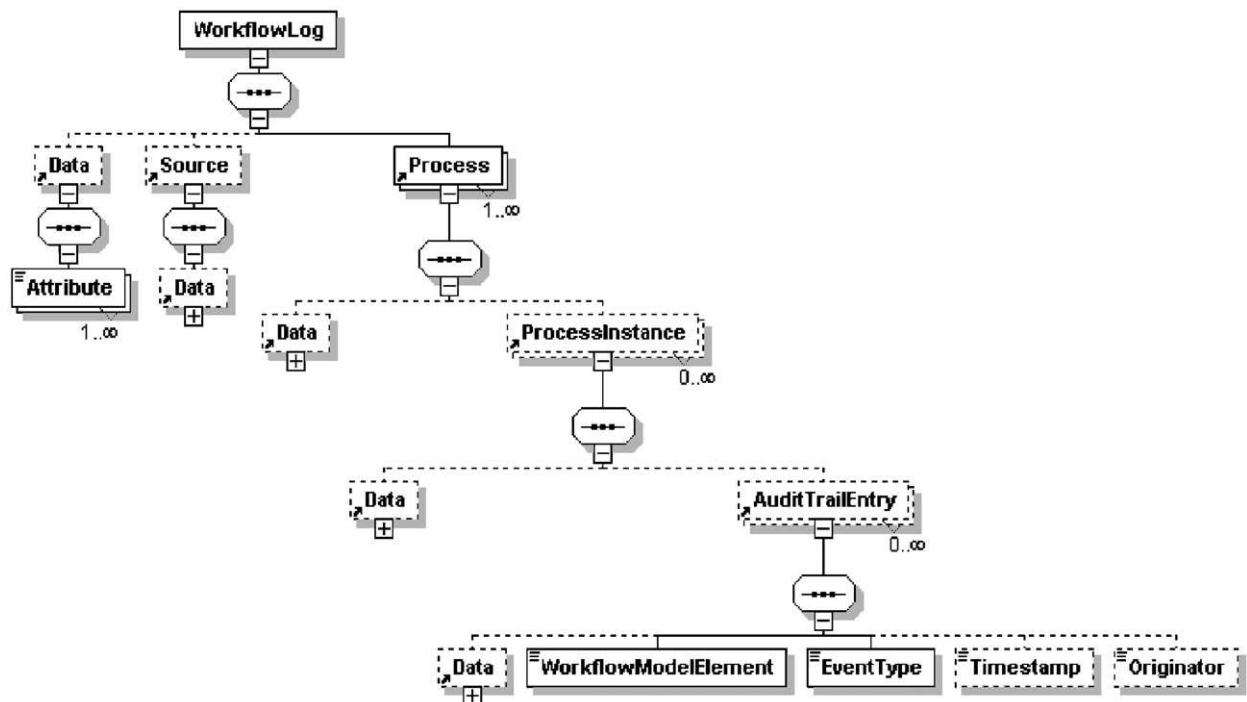 WorkflowLog
Data
Source
Process
1..∞
Attribute
1..∞
Data
Data
ProcessInstance
0..∞
Data
AuditTrailEntry
0..∞
Data
WorkflowModelElement
EventType
Timestamp
Originator